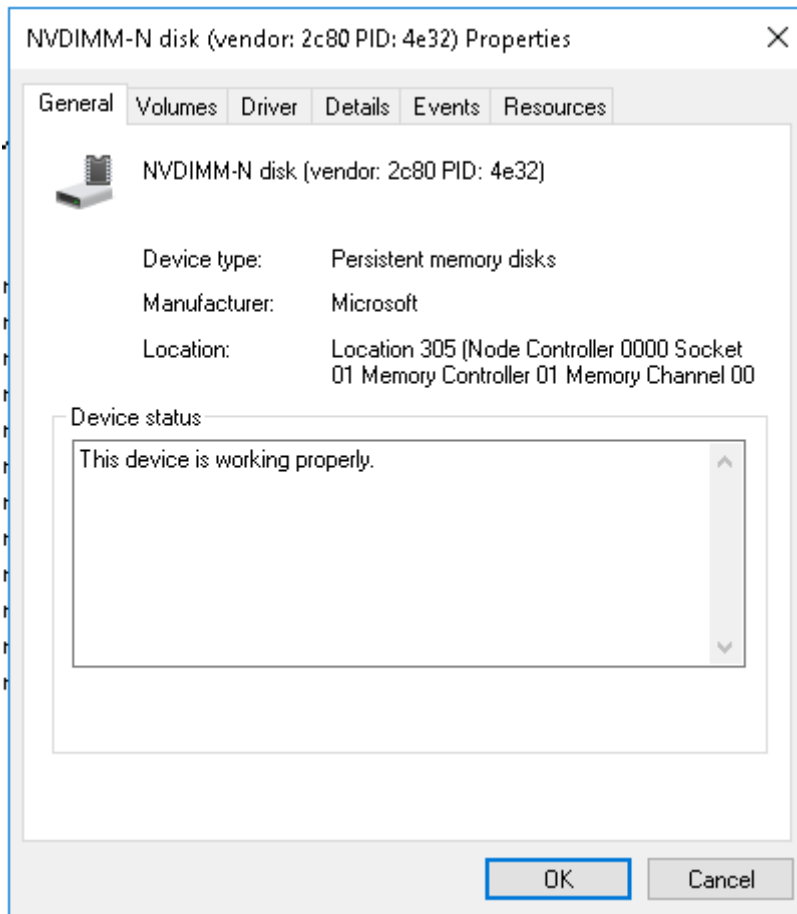 NVDIMM-N disk (vendor: 2c80 PID: 4e32) Properties
General Volumes Driver Details Events Resources
NVDIMM-N disk (vendor: 2c80 PID: 4e32)
Device type: Persistent memory disks
Manufacturer: Microsoft
Location: Location 305 (Node Controller 0000 Socket
01 Memory Controller 01 Memory Channel 00
Device status
This device is working properly.
OK Cancel